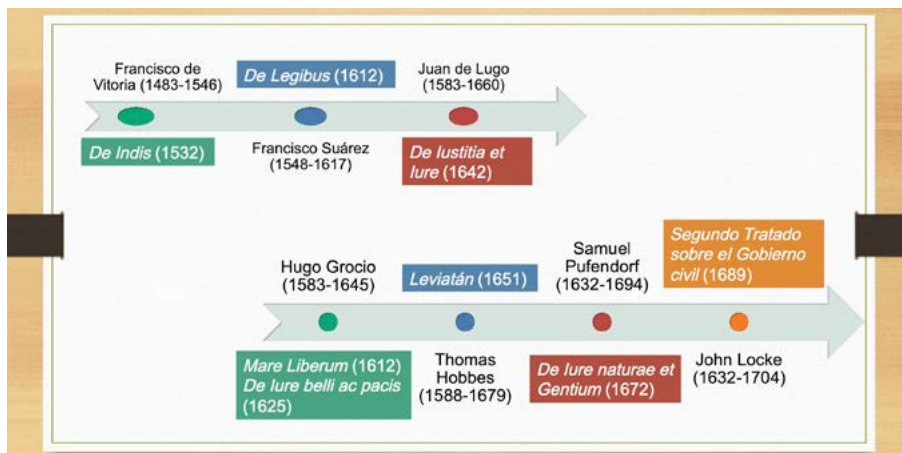 Francisco de
Vitoria (1483-1546)
De Legibus (1612)
Juan de Lugo
(1583-1660)
De Indis (1532)
Francisco Suárez
(1548-1617)
De Iustitia et
Iure (1642)
Hugo Grocio
(1583-1645)
Leviatán (1651)
Samuel
Pufendorf
(1632-1694)
Segundo Tratado
sobre el Gobierno
civil (1689)
Mare Liberum (1612)
De Iure belli ac pacis
(1625)
Thomas
Hobbes
(1588-1679)
De Iure naturae et
Gentium (1672)
John Locke
(1632-1704)